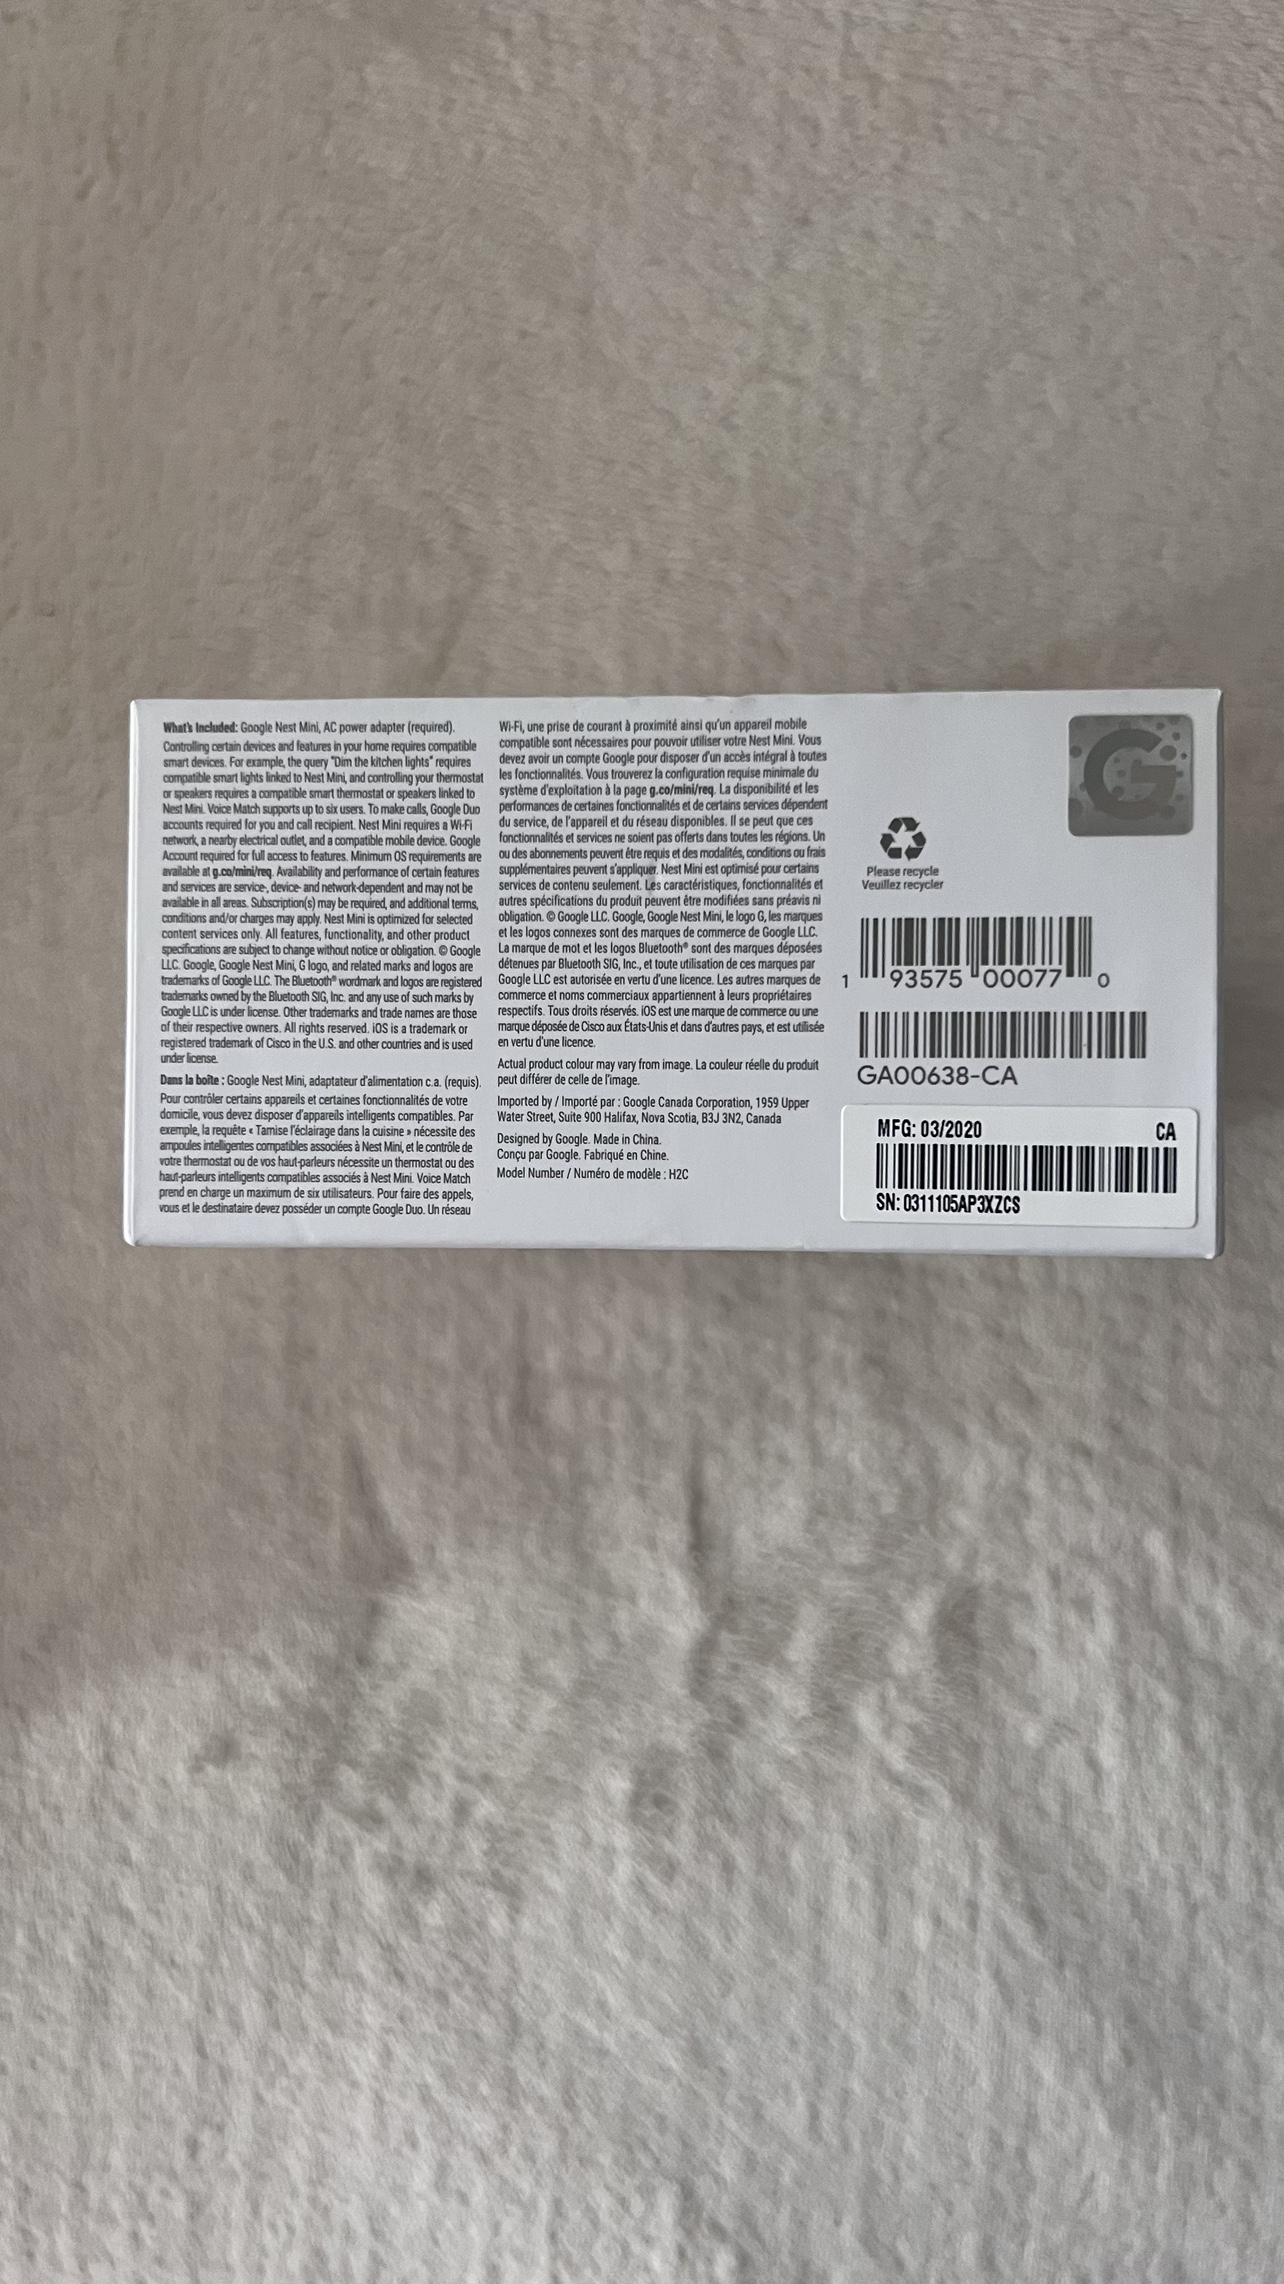 What's Included: Google Nest Mini, AC power adapter (required).
Controlling certain devices and features in your home requires compatible
smart devices. For example, the query "Dim the kitchen lights" requires
compatible smart lights linked to Nest Mini, and controlling your thermostat
or speakers requires a compatible smart thermostat or speakers linked to
Nest Mini. Voice Match supports up to six users. To make calls, Google Duo
accounts required for you and call recipient. Nest Mini requires a Wi-Fi
network, a nearby electrical outlet, and a compatible mobile device. Google
Account required for full access to features. Minimum OS requirements are
available at g.co/mini/req. Availability and performance of certain features
and services are service-, device- and network-dependent and may not be
available in all areas. Subscription(s) may be required, and additional terms,
conditions and/or charges may apply. Nest Mini is optimized for selected
content services only. All features, functionality, and other product
specifications are subject to change without notice or obligation. © Google
LLC. Google, Google Nest Mini, G logo, and related marks and logos are
trademarks of Google LLC. The Bluetooth® wordmark and logos are registered
trademarks owned by the Bluetooth SIG, Inc. and any use of such marks by
Google LLC is under license. Other trademarks and trade names are those
of their respective owners. All rights reserved. iOS is a trademark or
registered trademark of Cisco in the U.S. and other countries and is used
under license.
Dans la boîte : Google Nest Mini, adaptateur d'alimentation c.a. (requis).
Pour contrôler certains appareils et certaines fonctionnalités de votre
domicile, vous devez disposer d'appareils intelligents compatibles. Par
exemple, la requête « Tamise l'éclairage dans la cuisine » nécessite des
ampoules intelligentes compatibles associées à Nest Mini, et le contrôle de
votre thermostat ou de vos haut-parleurs nécessite un thermostat ou des
haut-parleurs intelligents compatibles associés à Nest Mini. Voice Match
prend en charge un maximum de six utilisateurs. Pour faire des appels,
vous et le destinataire devez posséder un compte Google Duo. Un réseau
Wi-Fi, une prise de courant à proximité ainsi qu'un appareil mobile
compatible sont nécessaires pour pouvoir utiliser votre Nest Mini. Vous
devez avoir un compte Google pour disposer d'un accès intégral à toutes
les fonctionnalités. Vous trouverez la configuration requise minimale du
système d'exploitation à la page g.co/mini/req. La disponibilité et les
performances de certaines fonctionnalités et de certains services dépendent
du service, de l'appareil et du réseau disponibles. Il se peut que ces
fonctionnalités et services ne soient pas offerts dans toutes les régions. Un
ou des abonnements peuvent être requis et des modalités, conditions ou frais
supplémentaires peuvent s'appliquer. Nest Mini est optimisé pour certains
services de contenu seulement. Les caractéristiques, fonctionnalités et
autres spécifications du produit peuvent être modifiées sans préavis ni
obligation. © Google LLC. Google, Google Nest Mini, le logo G, les marques
et les logos connexes sont des marques de commerce de Google LLC.
La marque de mot et les logos Bluetooth® sont des marques déposées
détenues par Bluetooth SIG, Inc., et toute utilisation de ces marques par
Google LLC est autorisée en vertu d'une licence. Les autres marques de
commerce et noms commerciaux appartiennent à leurs propriétaires
respectifs. Tous droits réservés. iOS est une marque de commerce ou une
marque déposée de Cisco aux États-Unis et dans d'autres pays, et est utilisée
en vertu d'une licence.
Actual product colour may vary from image. La couleur réelle du produit
peut différer de celle de l'image.
Imported by / Importé par : Google Canada Corporation, 1959 Upper
Water Street, Suite 900 Halifax, Nova Scotia, B3J 3N2, Canada
Designed by Google. Made in China.
Conçu par Google. Fabriqué en Chine.
Model Number / Numéro de modèle : H2C
G
Please recycle
Veuillez recycler
1 93575 00077 0
GA00638-CA
MFG: 03/2020 CA
SN: 0311105AP3XZCS